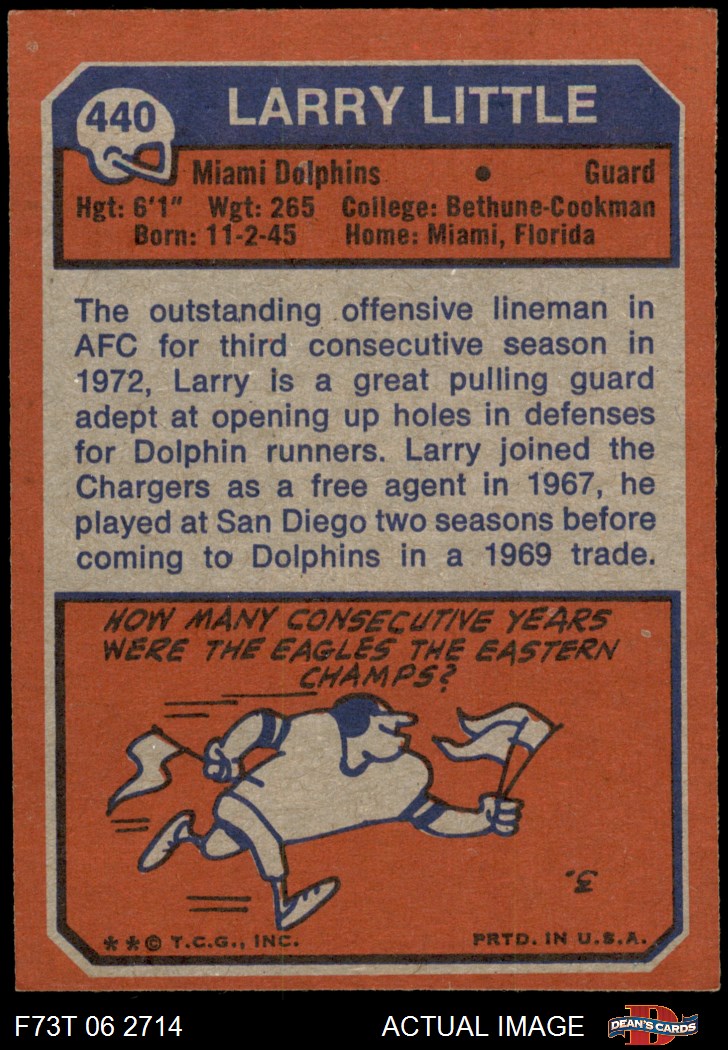 440
LARRY LITTLE
Miami Dolphins • Guard
Hgt: 6'1" Wgt: 265 College: Bethune-Cookman
Born: 11-2-45 Home: Miami, Florida
The outstanding offensive lineman in
AFC for third consecutive season in
1972, Larry is a great pulling guard
adept at opening up holes in defenses
for Dolphin runners. Larry joined the
Chargers as a free agent in 1967, he
played at San Diego two seasons before
coming to Dolphins in a 1969 trade.
HOW MANY CONSECUTIVE YEARS
WERE THE EAGLES THE EASTERN
CHAMPS?
3.
** © T.C.G., INC. PRTD. IN U.S.A.
F73T 06 2714 ACTUAL IMAGE
D
DEAN'S CARDS